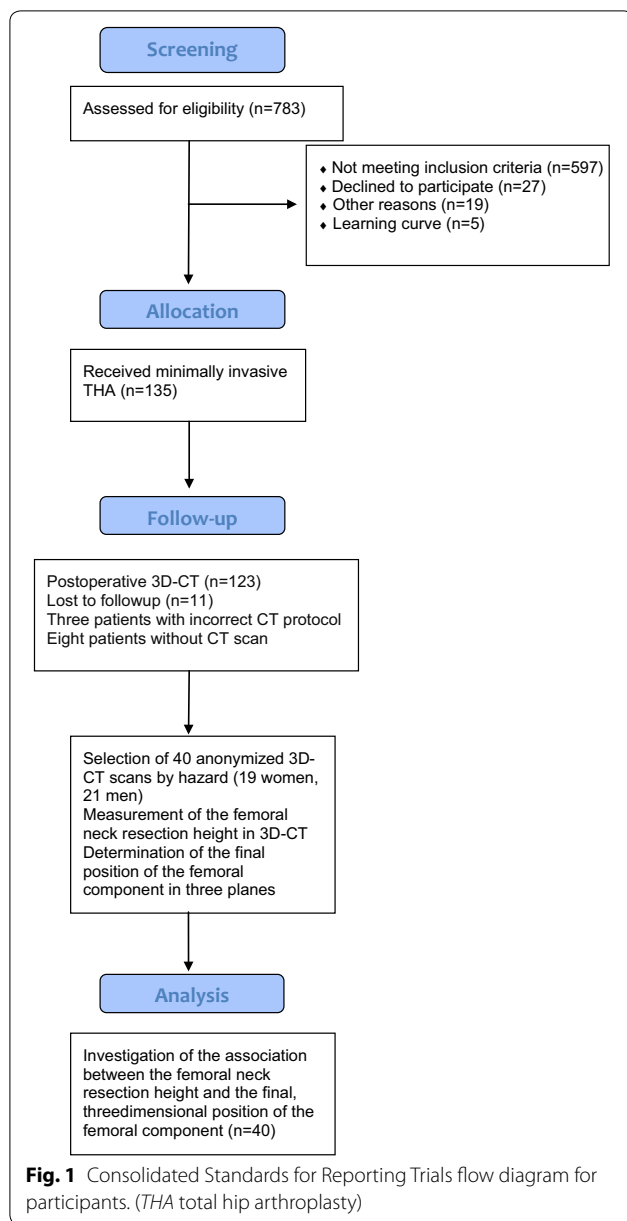 Screening
Assessed for eligibility (n=783)
♦ Not meeting inclusion criteria (n=597)
♦ Declined to participate (n=27)
♦ Other reasons (n=19)
♦ Learning curve (n=5)
Allocation
Received minimally invasive
THA (n=135)
Follow-up
Postoperative 3D-CT (n=123)
Lost to followup (n=11)
Three patients with incorrect CT protocol
Eight patients without CT scan
Selection of 40 anonymized 3D-
CT scans by hazard (19 women,
21 men)
Measurement of the femoral
neck resection height in 3D-CT
Determination of the final
position of the femoral
component in three planes
Analysis
Investigation of the association
between the femoral neck
resection height and the final,
threedimensional position of the
femoral component (n=40)
Fig. 1 Consolidated Standards for Reporting Trials flow diagram for
participants. (THA total hip arthroplasty)